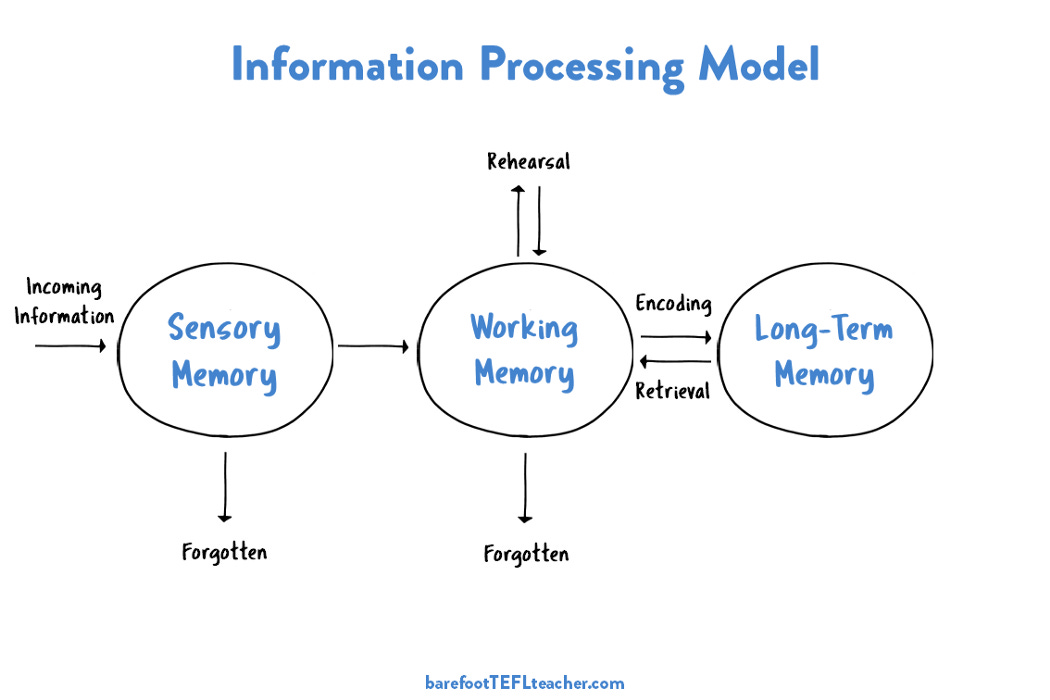 Information Processing Model
Rehearsal
Incoming
Information
Sensory
Memory
Working
Memory
Encoding
Retrieval
Long-Term
Memory
Forgotten
Forgotten
barefootTEFLteacher.com